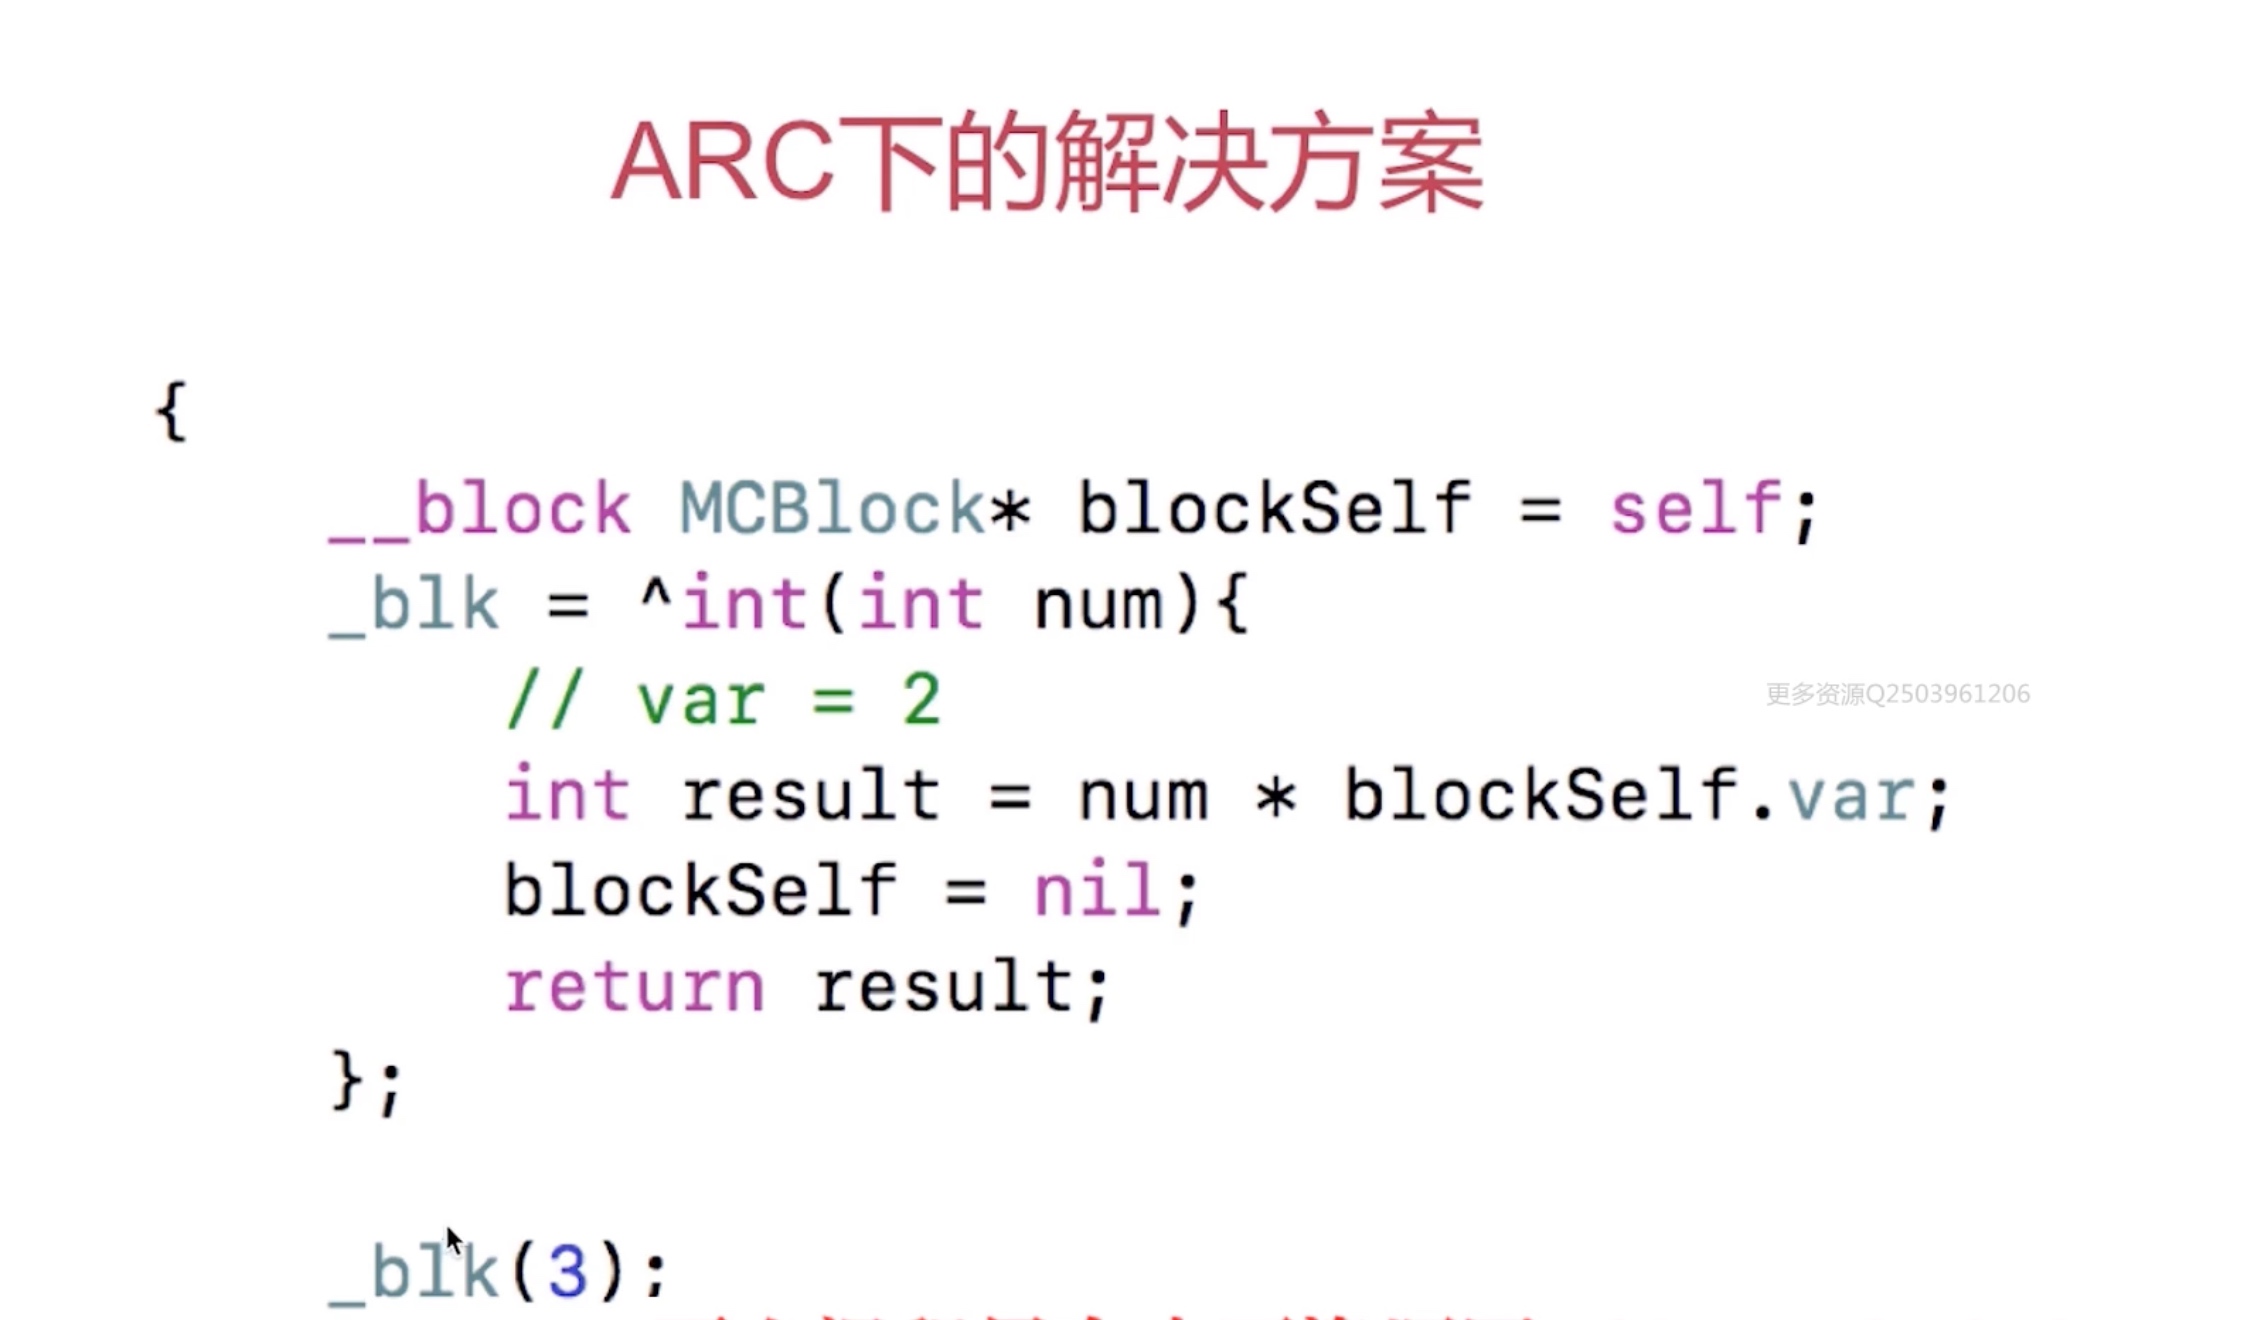 ARC下的解决方案
{
__block MCBlock* blockSelf = self;
_blk = ^int(int num){
// var = 2
更多资源Q2503961206
int result = num * blockSelf.var;
blockSelf = nil;
return result;
};
_blk(3);